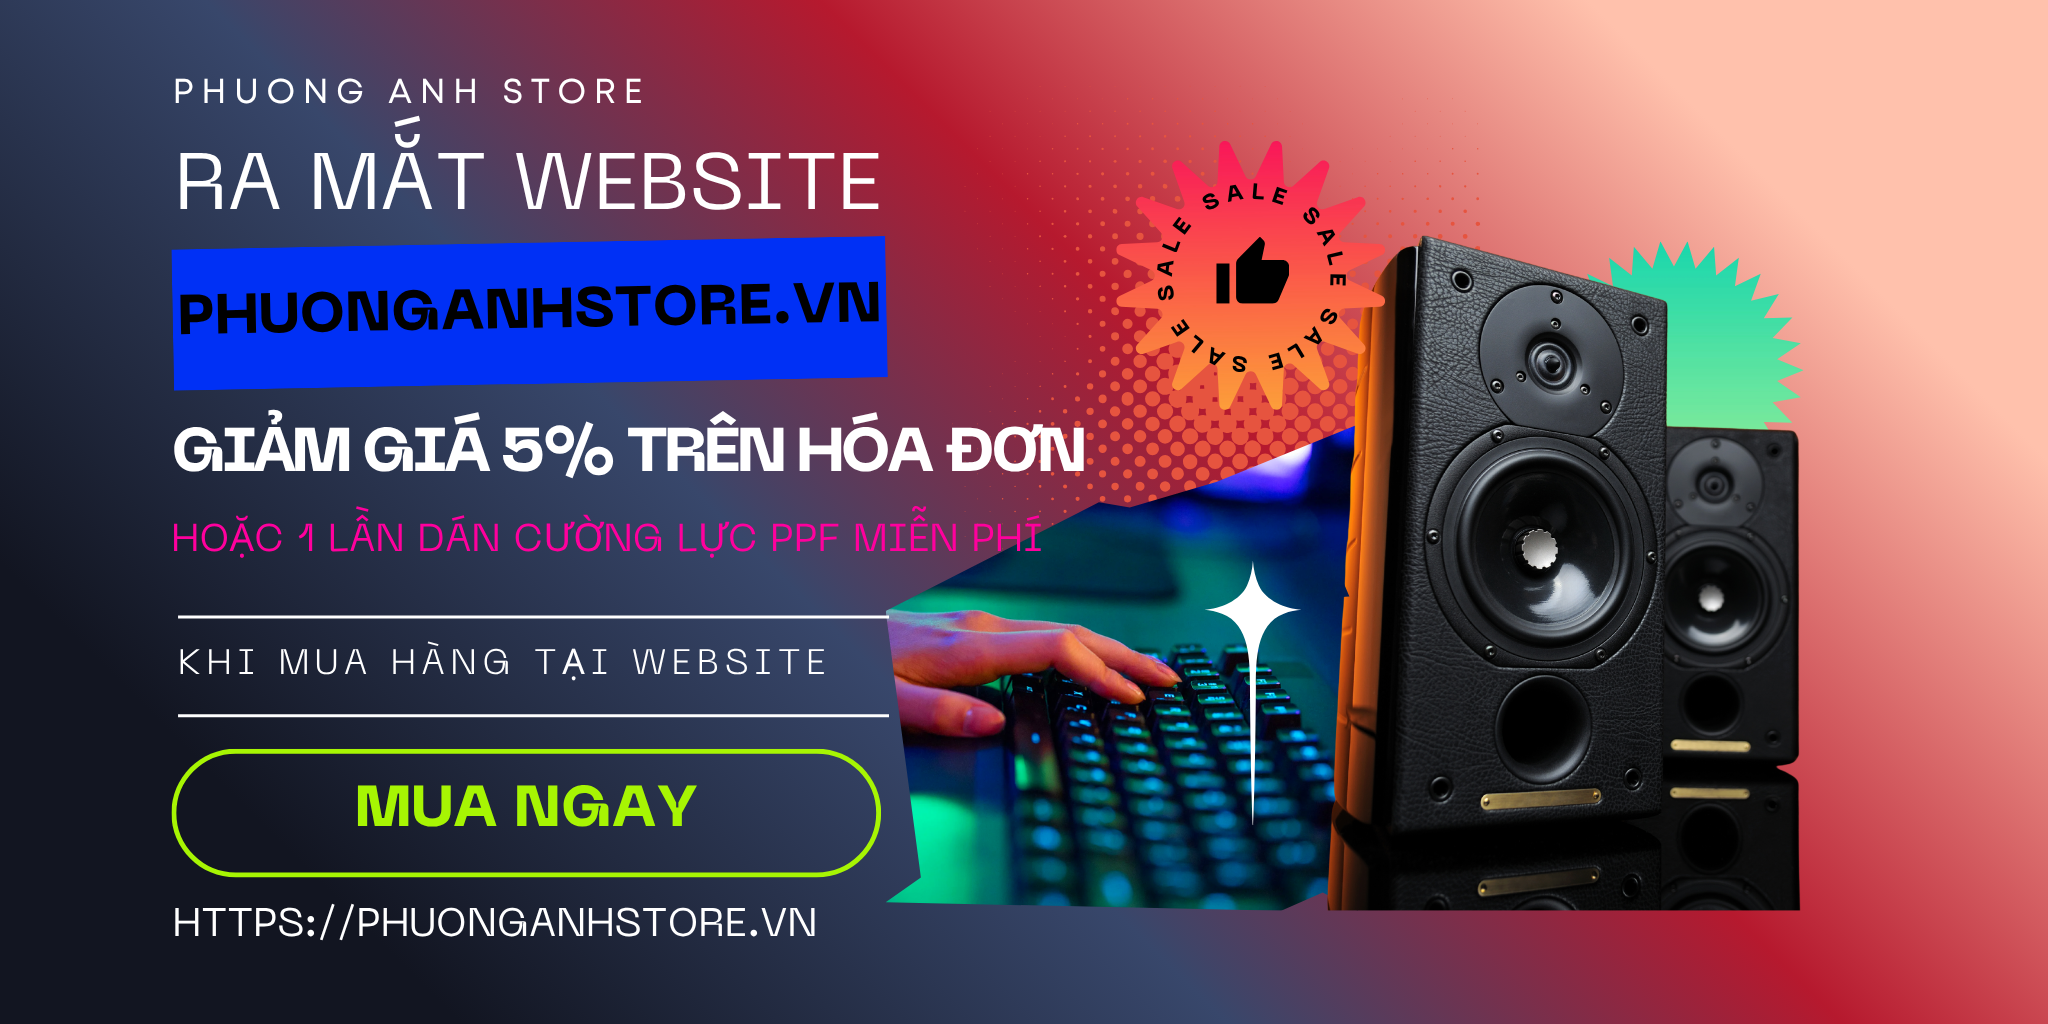 PHUONG ANH STORE
RA MẮT WEBSITE
PHUONGANHSTORE.VN
GIẢM GIÁ 5% TRÊN HÓA ĐƠN
HOẶC 1 LẦN DÁN CƯỜNG LỰC PPF MIỄN PHÍ
KHI MUA HÀNG TẠI WEBSITE
MUA NGAY
HTTPS://PHUONGANHSTORE.VN
SALE SALE SALE SALE SALE